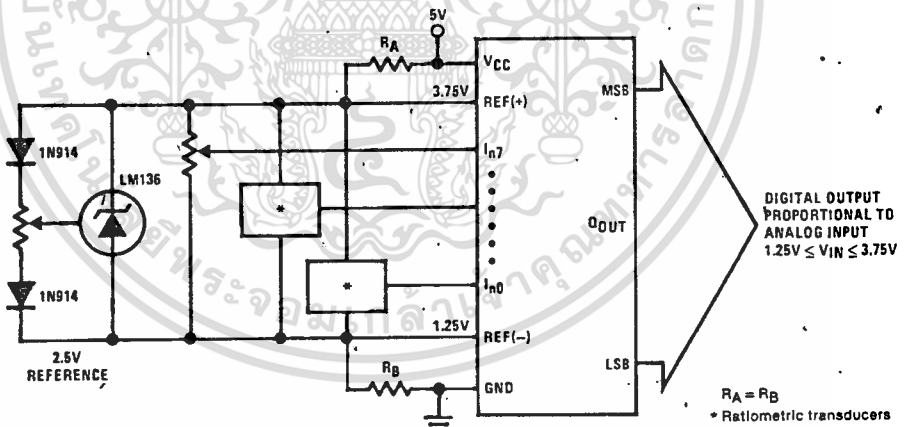 5V
RA
VCC
3.75V
REF(+)
MSB
1N914
LM136
In7
*
DIGITAL OUTPUT
PROPORTIONAL TO
ANALOG INPUT
1.25V ≤ VIN ≤ 3.75V
QOUT
*
In0
1N914
1.25V
REF(—)
2.5V
REFERENCE
RB
GND
LSB
RA = RB
* Ratiometric transducers